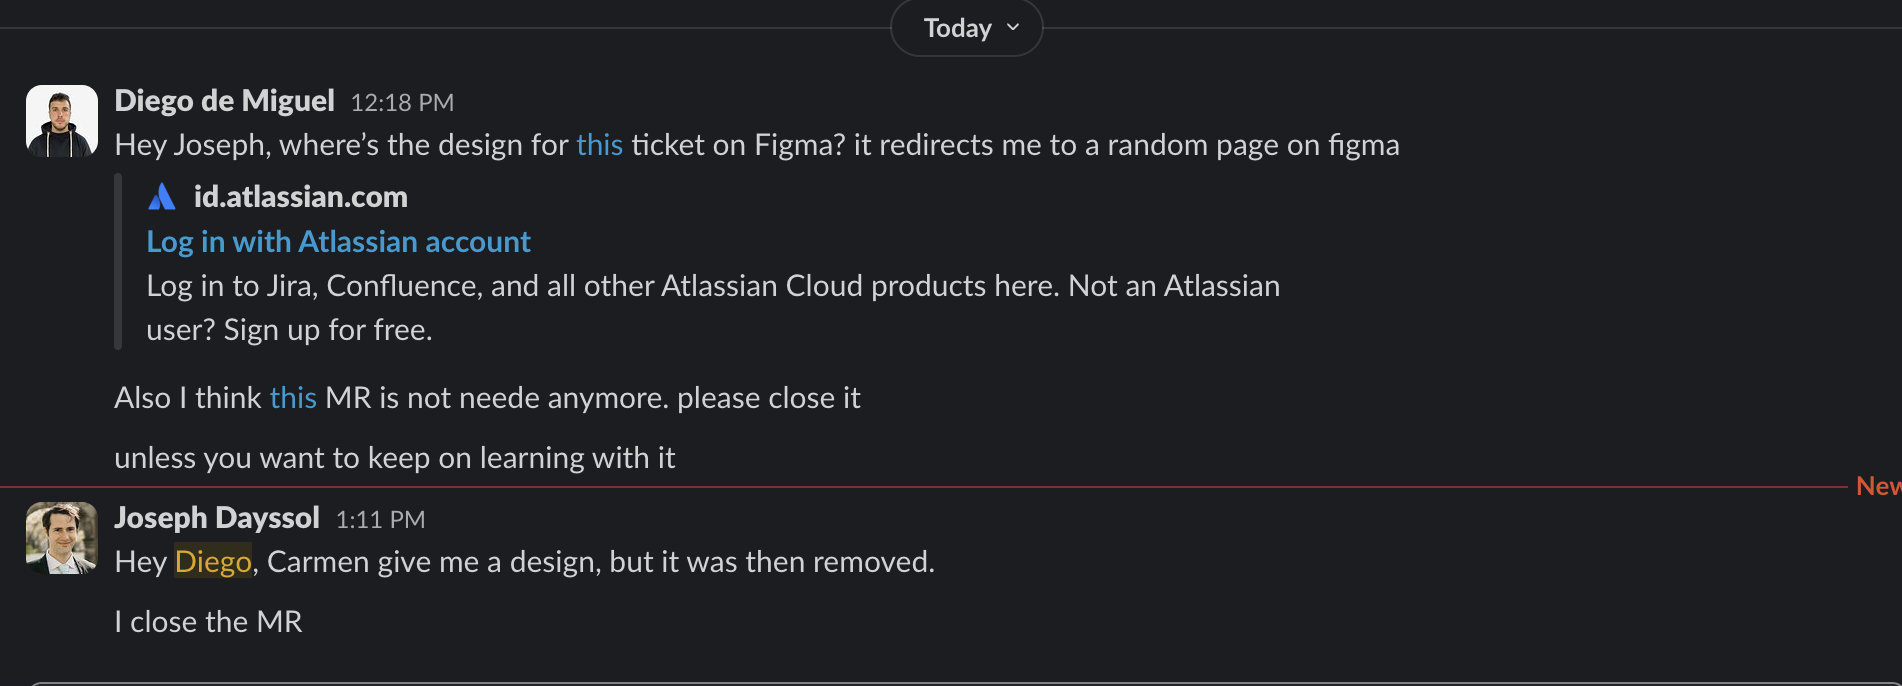 Today
Diego de Miguel 12:18 PM
Hey Joseph, where’s the design for this ticket on Figma? it redirects me to a random page on figma
id.atlassian.com
Log in with Atlassian account
Log in to Jira, Confluence, and all other Atlassian Cloud products here. Not an Atlassian
user? Sign up for free.
Also I think this MR is not neede anymore. please close it
unless you want to keep on learning with it
New
Joseph Dayssol 1:11 PM
Hey Diego, Carmen give me a design, but it was then removed.
I close the MR